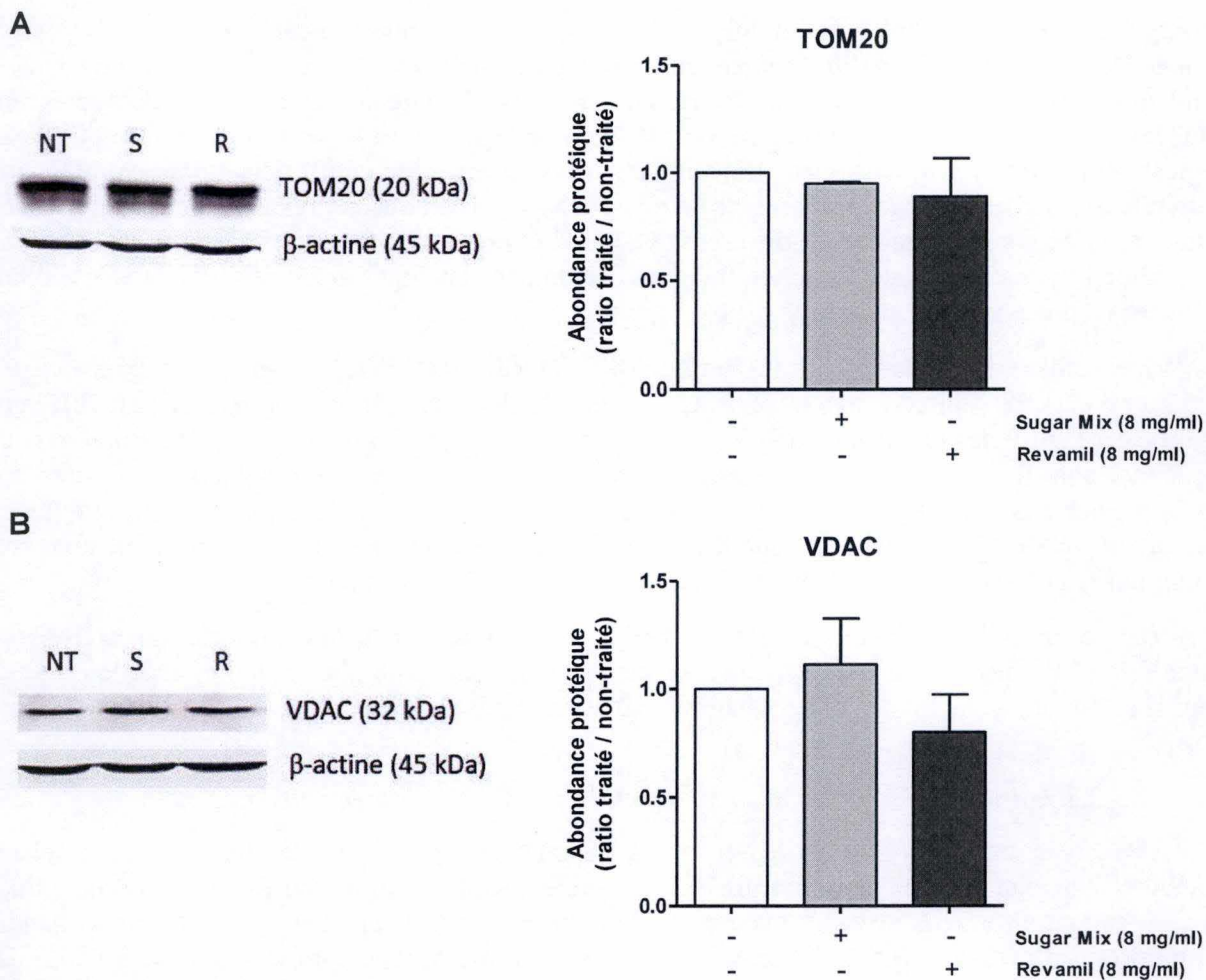 A
NT S R
TOM20 (20 kDa)
β-actine (45 kDa)
TOM20
Abondance protéique
(ratio traité / non-traité)
1.5
1.0
0.5
0.0
- + - Sugar Mix (8 mg/ml)
- - + Revamil (8 mg/ml)
B
NT S R
VDAC (32 kDa)
β-actine (45 kDa)
VDAC
Abondance protéique
(ratio traité / non-traité)
1.5
1.0
0.5
0.0
- + - Sugar Mix (8 mg/ml)
- - + Revamil (8 mg/ml)